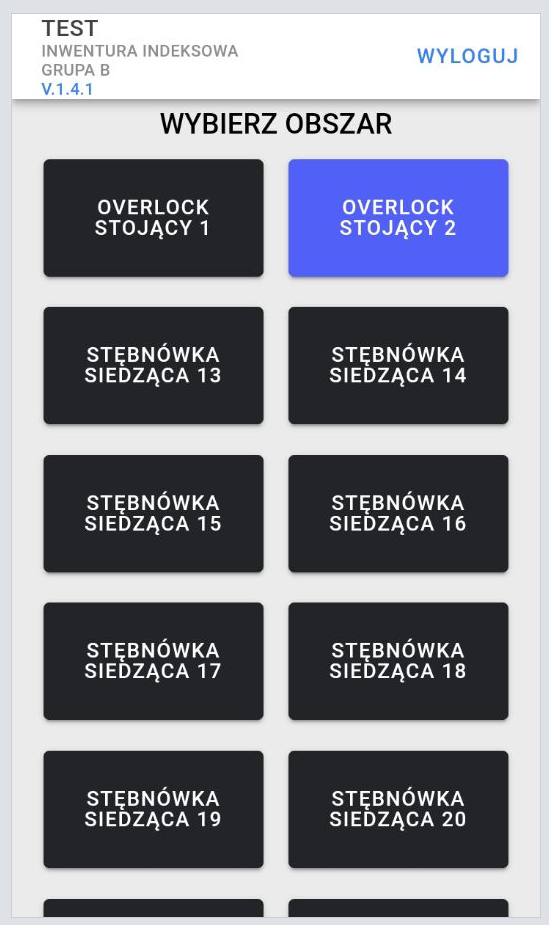 TEST
INWENTURA INDEKSOWA
GRUPA B
V.1.4.1
WYLOGUJ
WYBIERZ OBSZAR
OVERLOCK
STOJĄCY 1
OVERLOCK
STOJĄCY 2
STĘBNÓWKA
SIEDZĄCA 13
STĘBNÓWKA
SIEDZĄCA 14
STĘBNÓWKA
SIEDZĄCA 15
STĘBNÓWKA
SIEDZĄCA 16
STĘBNÓWKA
SIEDZĄCA 17
STĘBNÓWKA
SIEDZĄCA 18
STĘBNÓWKA
SIEDZĄCA 19
STĘBNÓWKA
SIEDZĄCA 20